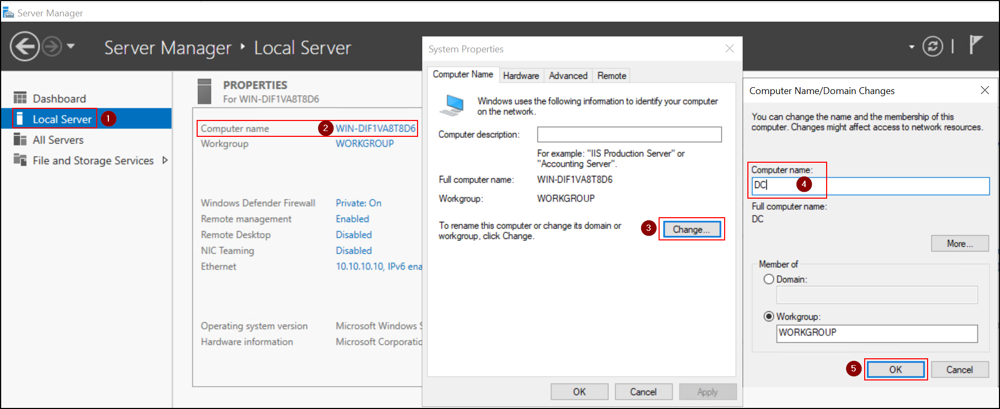 Server Manager
Server Manager ‣ Local Server
Dashboard
Local Server 1
All Servers
File and Storage Services
PROPERTIES
For WIN-DIF1VA8T8D6
Computer name 2 WIN-DIF1VA8T8D6
Workgroup WORKGROUP
Windows Defender Firewall Private: On
Remote management Enabled
Remote Desktop Disabled
NIC Teaming Disabled
Ethernet 10.10.10.10, IPv6 ena
Operating system version Microsoft Windows S
Hardware information Microsoft Corporatio
System Properties
Computer Name Hardware Advanced Remote
Windows uses the following information to identify your computer
on the network.
Computer description:
For example: "IIS Production Server" or
"Accounting Server".
Full computer name: WIN-DIF1VA8T8D6
Workgroup: WORKGROUP
To rename this computer or change its domain or
workgroup, click Change.
3 Change...
OK Cancel Apply
Computer Name/Domain Changes
You can change the name and the membership of this
computer. Changes might affect access to network resources.
Computer name:
DC 4
Full computer name:
DC
More...
Member of
Domain:
Workgroup:
WORKGROUP
5 OK Cancel